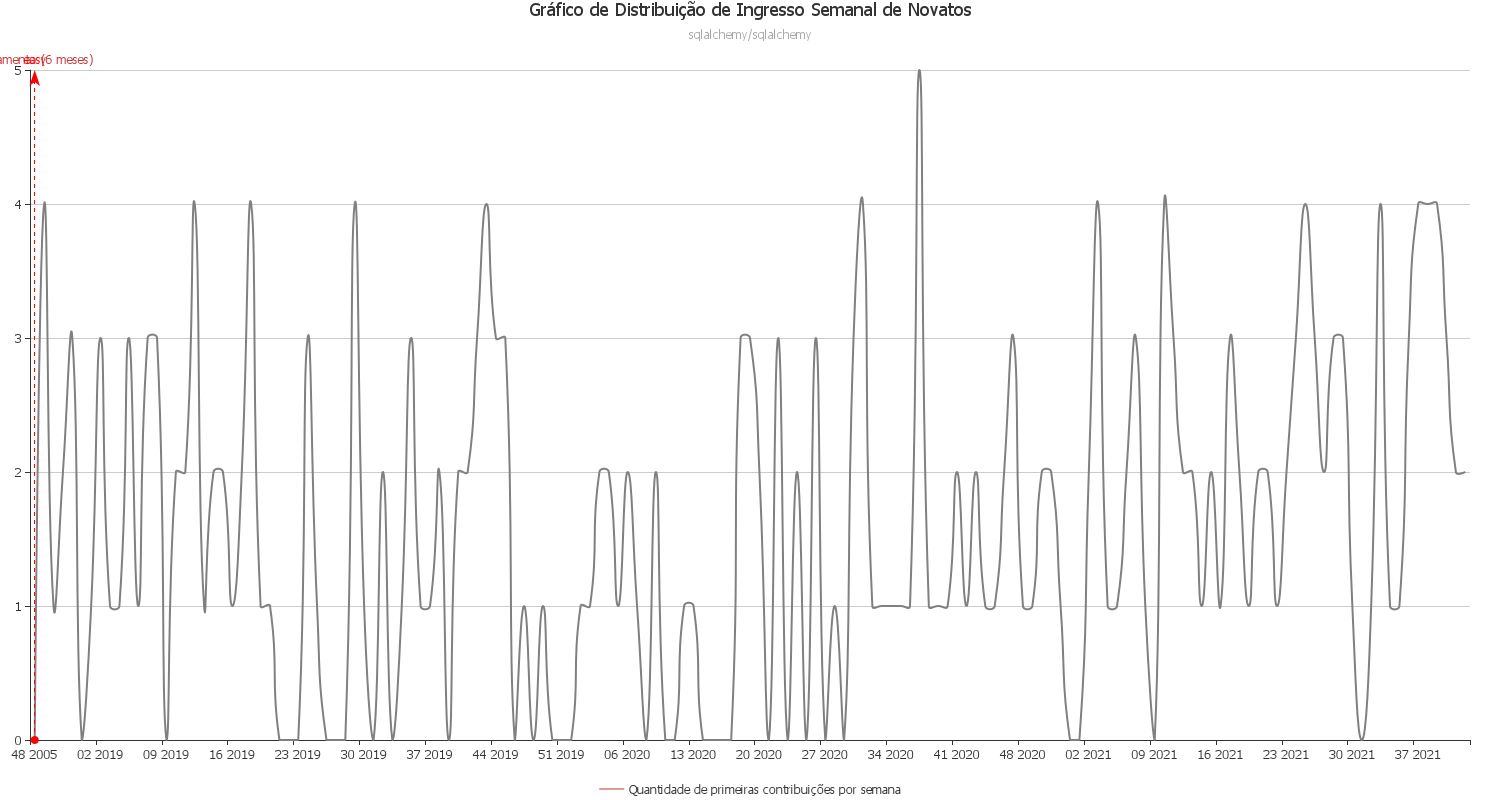 Gráfico de Distribuição de Ingresso Semanal de Novatos
sqlalchemy/sqlalchemy
(6 meses)
5
4
3
2
1
0
48 2005 02 2019 09 2019 16 2019 23 2019 30 2019 37 2019 44 2019 51 2019 06 2020 13 2020 20 2020 27 2020 34 2020 41 2020 48 2020 02 2021 09 2021 16 2021 23 2021 30 2021 37 2021
Quantidade de primeiras contribuições por semana